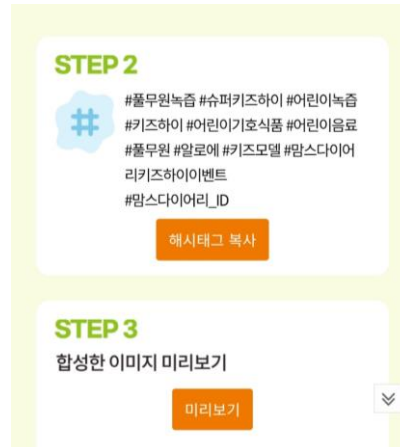 STEP 2
#풀무원녹즙 #슈퍼키즈하이 #어린이녹즙
#키즈하이 #어린이기호식품 #어린이음료
#풀무원 #알로에 #키즈모델 #맘스다이어
리키즈하이이벤트
#맘스다이어리_ID
해시태그 복사
STEP 3
합성한 이미지 미리보기
미리보기